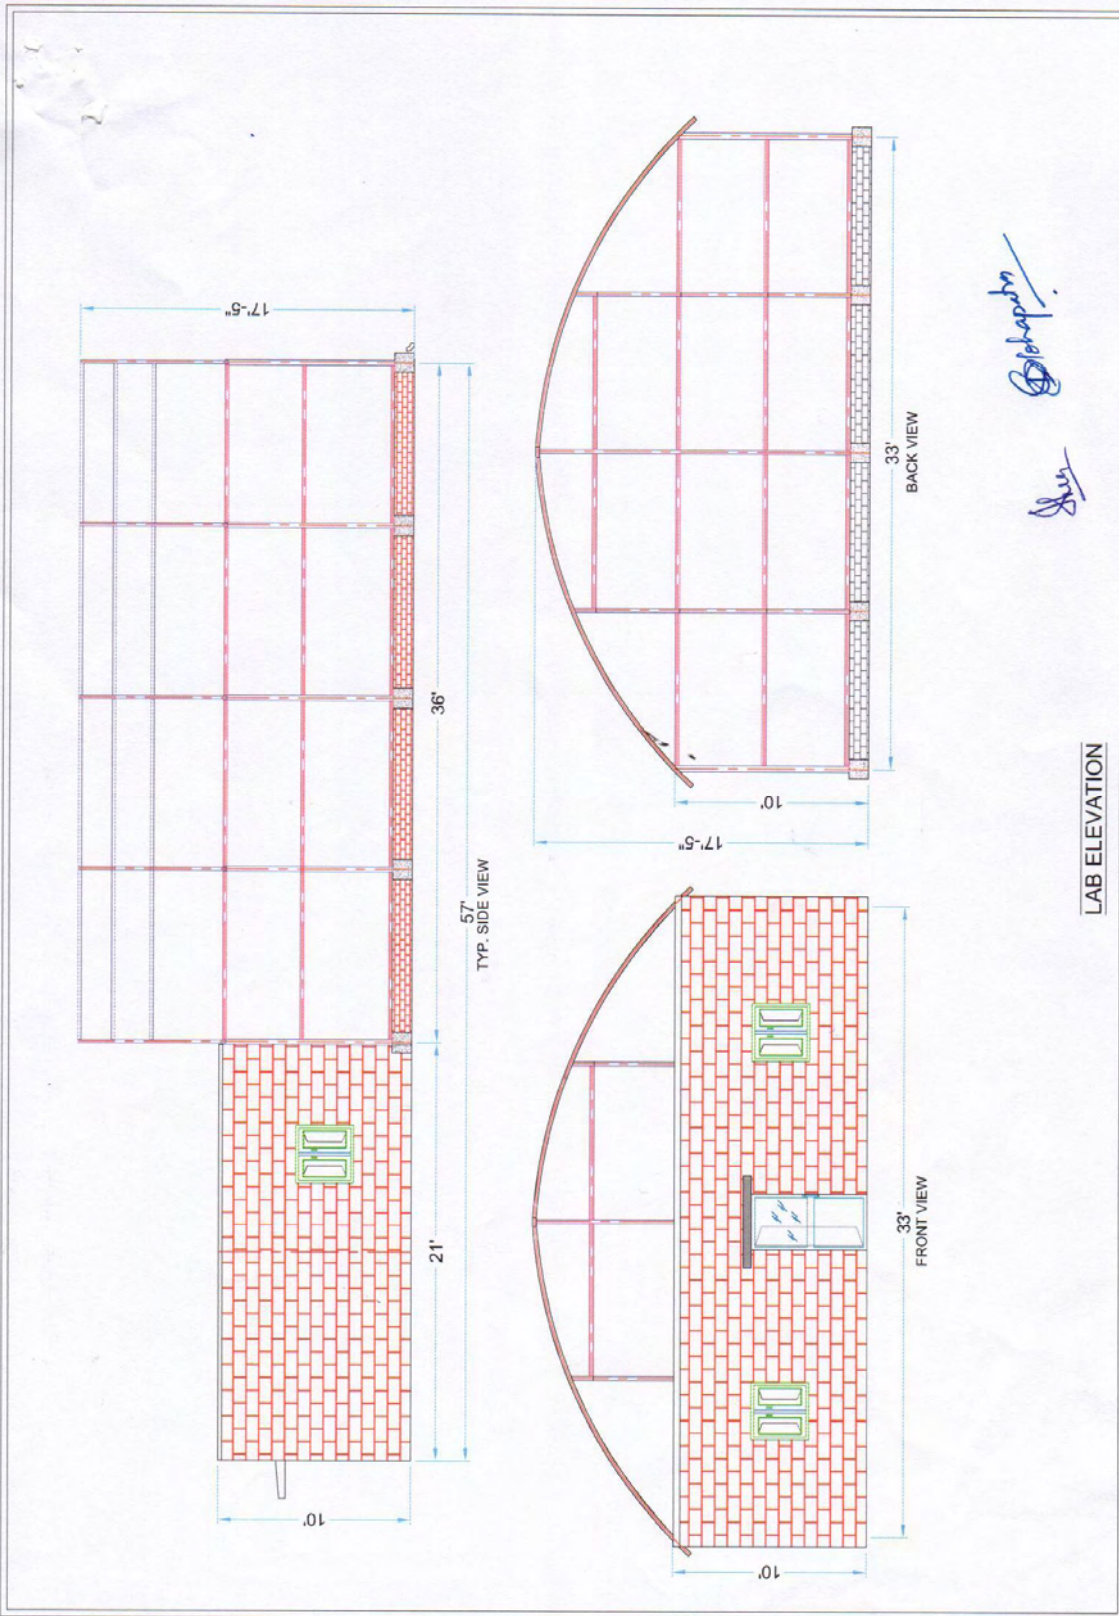 17'-5"
36'
21'
57'
10'
TYP. SIDE VIEW
10'
33'
FRONT VIEW
17'-5"
10'
33'
BACK VIEW
LAB ELEVATION